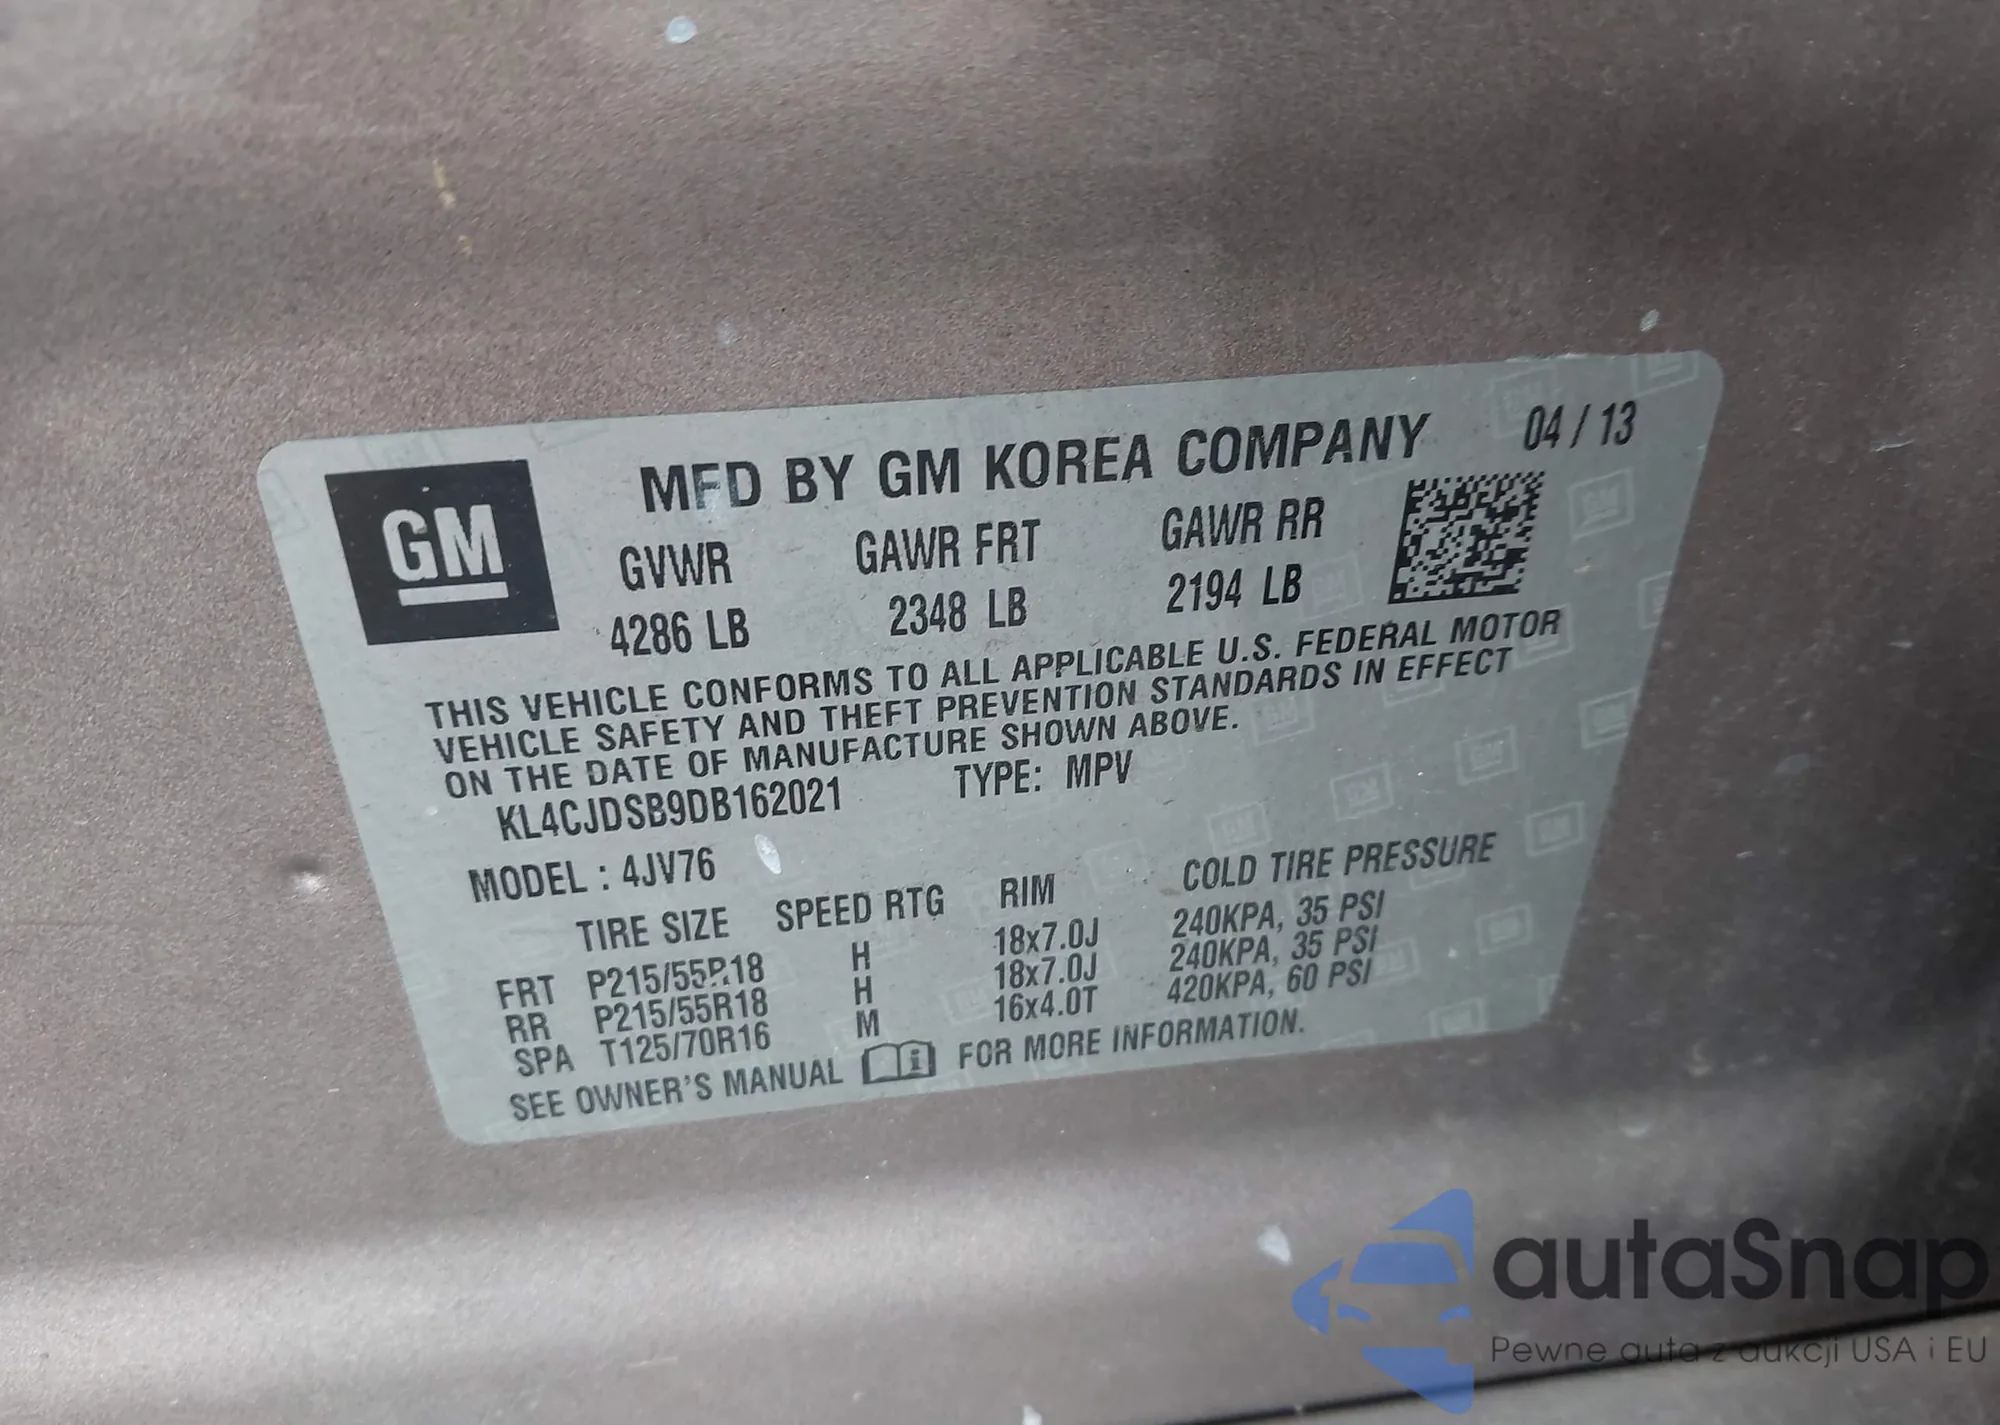 GM
MFD BY GM KOREA COMPANY 04 / 13
GVWR GAWR FRT GAWR RR
4286 LB 2348 LB 2194 LB
THIS VEHICLE CONFORMS TO ALL APPLICABLE U.S. FEDERAL MOTOR
VEHICLE SAFETY AND THEFT PREVENTION STANDARDS IN EFFECT
ON THE DATE OF MANUFACTURE SHOWN ABOVE.
KL4CJDSB9DB162021 TYPE: MPV
MODEL : 4JV76
TIRE SIZE SPEED RTG RIM COLD TIRE PRESSURE
FRT P215/55R18 H 18x7.0J 240KPA, 35 PSI
RR P215/55R18 H 18x7.0J 240KPA, 35 PSI
SPA T125/70R16 M 16x4.0T 420KPA, 60 PSI
SEE OWNER'S MANUAL i FOR MORE INFORMATION.
autaSnap
Pewne auta z aukcji USA i EU